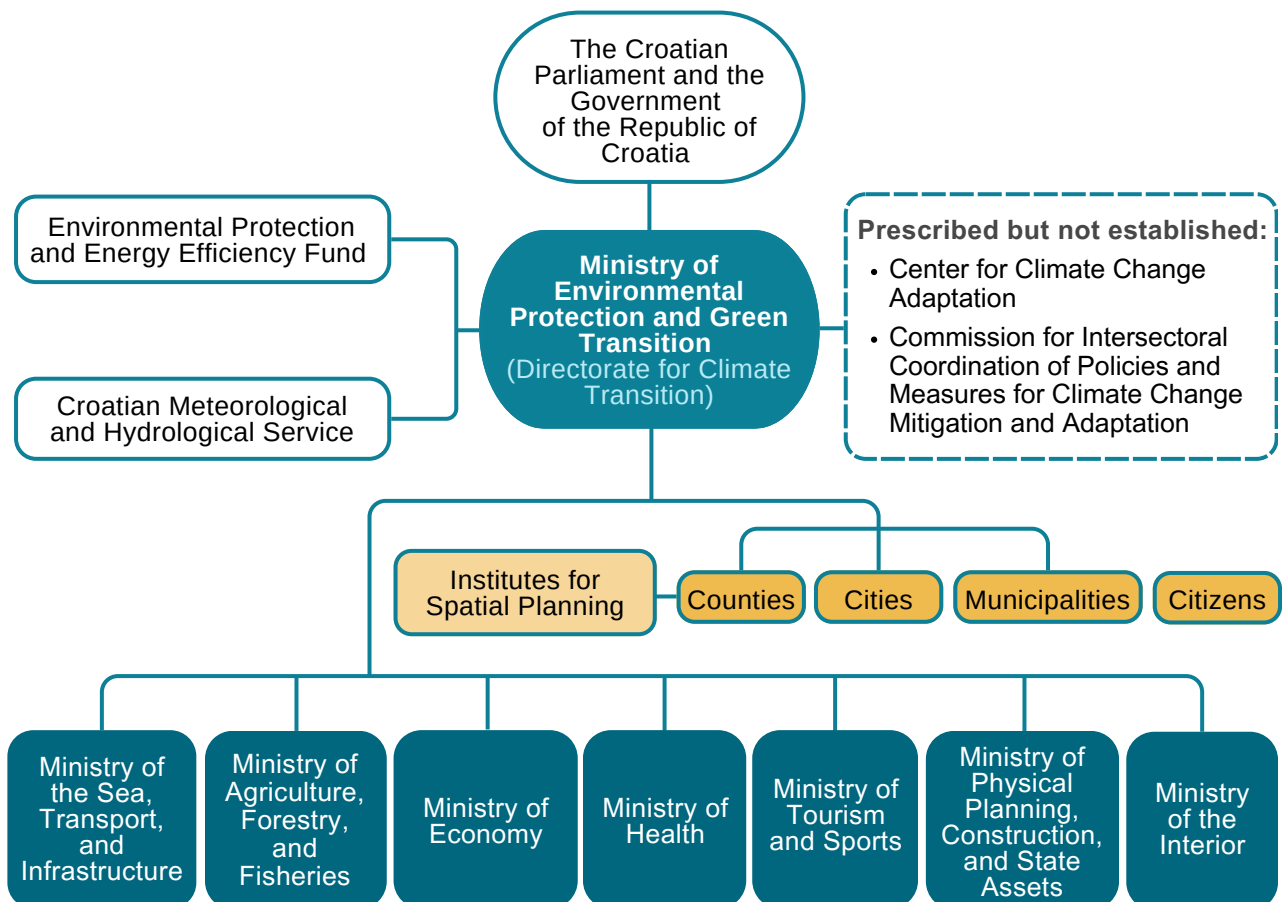 The Croatian
Parliament and the
Government
of the Republic of
Croatia
Environmental Protection
and Energy Efficiency Fund
Croatian Meteorological
and Hydrological Service
Ministry of
Environmental
Protection and Green
Transition
(Directorate for Climate
Transition)
Prescribed but not established:
• Center for Climate Change
Adaptation
• Commission for Intersectoral
Coordination of Policies and
Measures for Climate Change
Mitigation and Adaptation
Institutes for
Spatial Planning
Counties
Cities
Municipalities
Citizens
Ministry of
the Sea,
Transport,
and
Infrastructure
Ministry of
Agriculture,
Forestry,
and
Fisheries
Ministry of
Economy
Ministry of
Health
Ministry of
Tourism
and Sports
Ministry of
Physical
Planning,
Construction,
and State
Assets
Ministry
of the
Interior